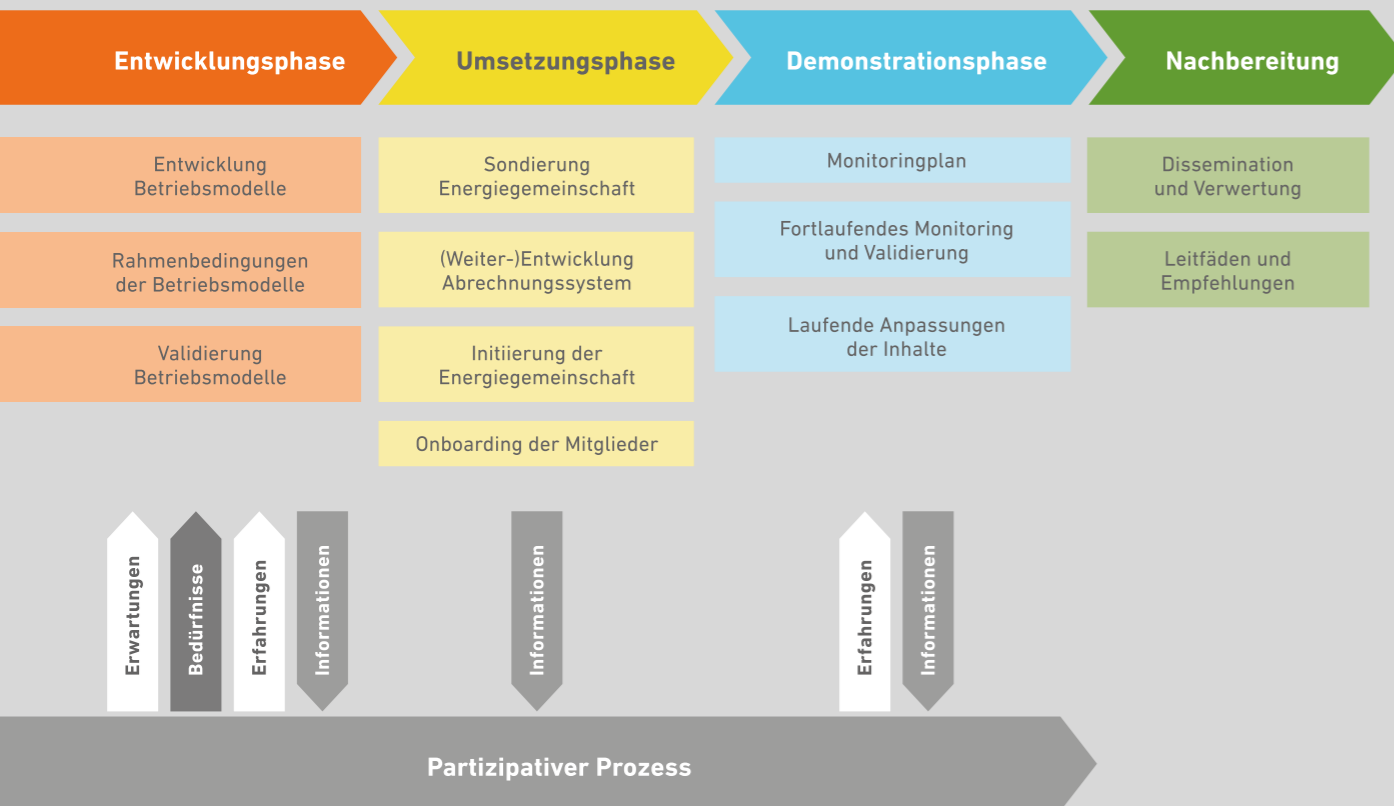 Entwicklungsphase
Umsetzungsphase
Demonstrationsphase
Nachbereitung
Entwicklung
Betriebsmodelle
Rahmenbedingungen
der Betriebsmodelle
Validierung
Betriebsmodelle
Sondierung
Energiegemeinschaft
(Weiter-)Entwicklung
Abrechnungssystem
Initiierung der
Energiegemeinschaft
Onboarding der Mitglieder
Monitoringplan
Fortlaufendes Monitoring
und Validierung
Laufende Anpassungen
der Inhalte
Dissemination
und Verwertung
Leitfäden und
Empfehlungen
Erwartungen
Bedürfnisse
Erfahrungen
Informationen
Informationen
Erfahrungen
Informationen
Partizipativer Prozess